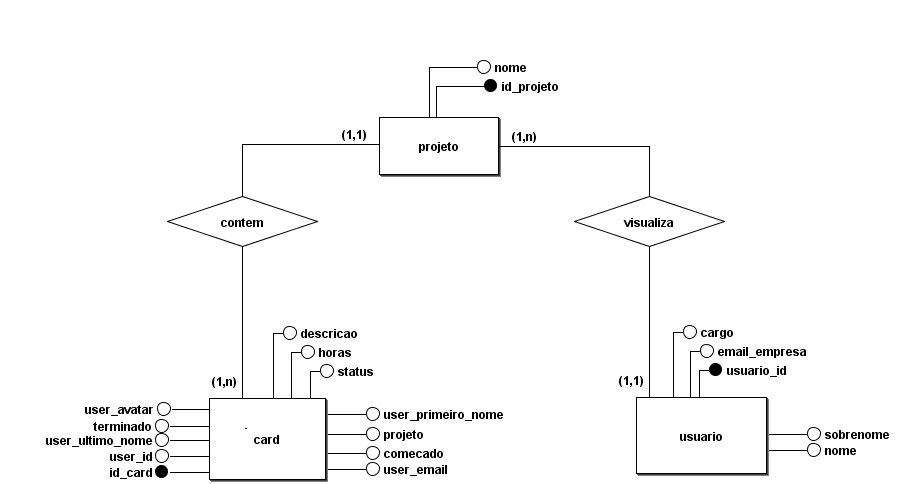 nome
id_projeto
(1,1)
projeto
(1,n)
contem
visualiza
descricao
horas
status
(1,n)
user_avatar
terminado
user_ultimo_nome
user_id
id_card
card
user_primeiro_nome
projeto
comecado
user_email
cargo
email_empresa
usuario_id
(1,1)
usuario
sobrenome
nome